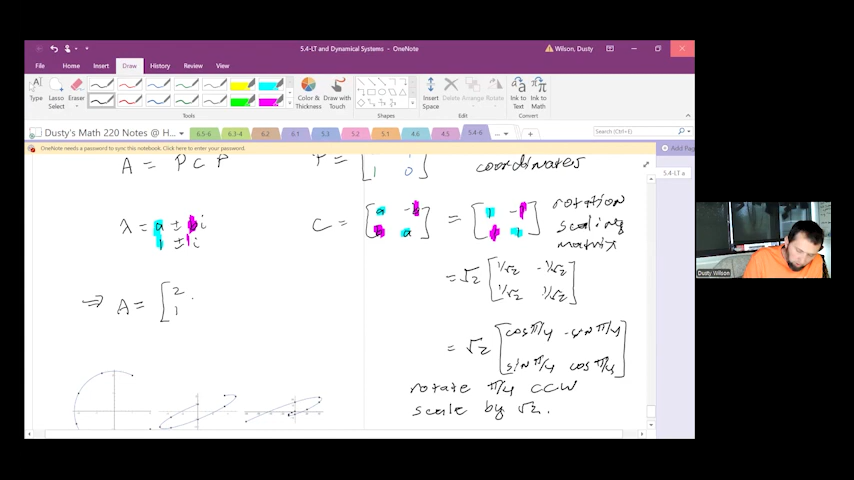 5.4-LT and Dynamical Systems - OneNote
Wilson, Dusty
File Home Insert Draw History Review View
Type
Lasso Select
Eraser
Color & Thickness
Draw with Touch
Insert Space
Delete Arrange Rotate
Ink to Text
Ink to Math
Tools Shapes Edit Convert
Dusty's Math 220 Notes @ H...
6.5-6 6.3-4 6.2 6.1 5.3 5.2 5.1 4.6 5.4-6
Search (Ctrl+E)
OneNote needs a password to sync this notebook. Click here to enter your password.
Add Pag
5.4-LT a
A = P C P
1 0
coordinates
λ = a ± bi
1 ± 1i
C = [a -b b a] = [1 -1 1 1]
rotation
scaling
matrix
= √2 [1/√2 -1/√2 1/√2 1/√2]
⇒ A = [2 1
= √2 [cos π/4 -sin π/4 sin π/4 cos π/4]
rotate π/4 CCW
scale by √2.
Dusty Wilson